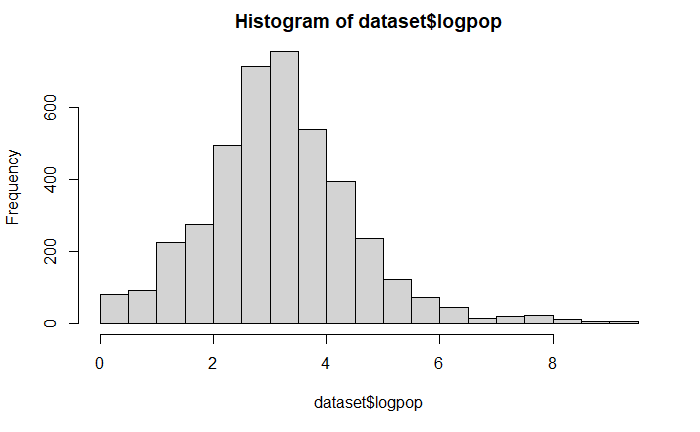 Histogram of dataset$logpop
Frequency
600
400
200
0
0 2 4 6 8
dataset$logpop